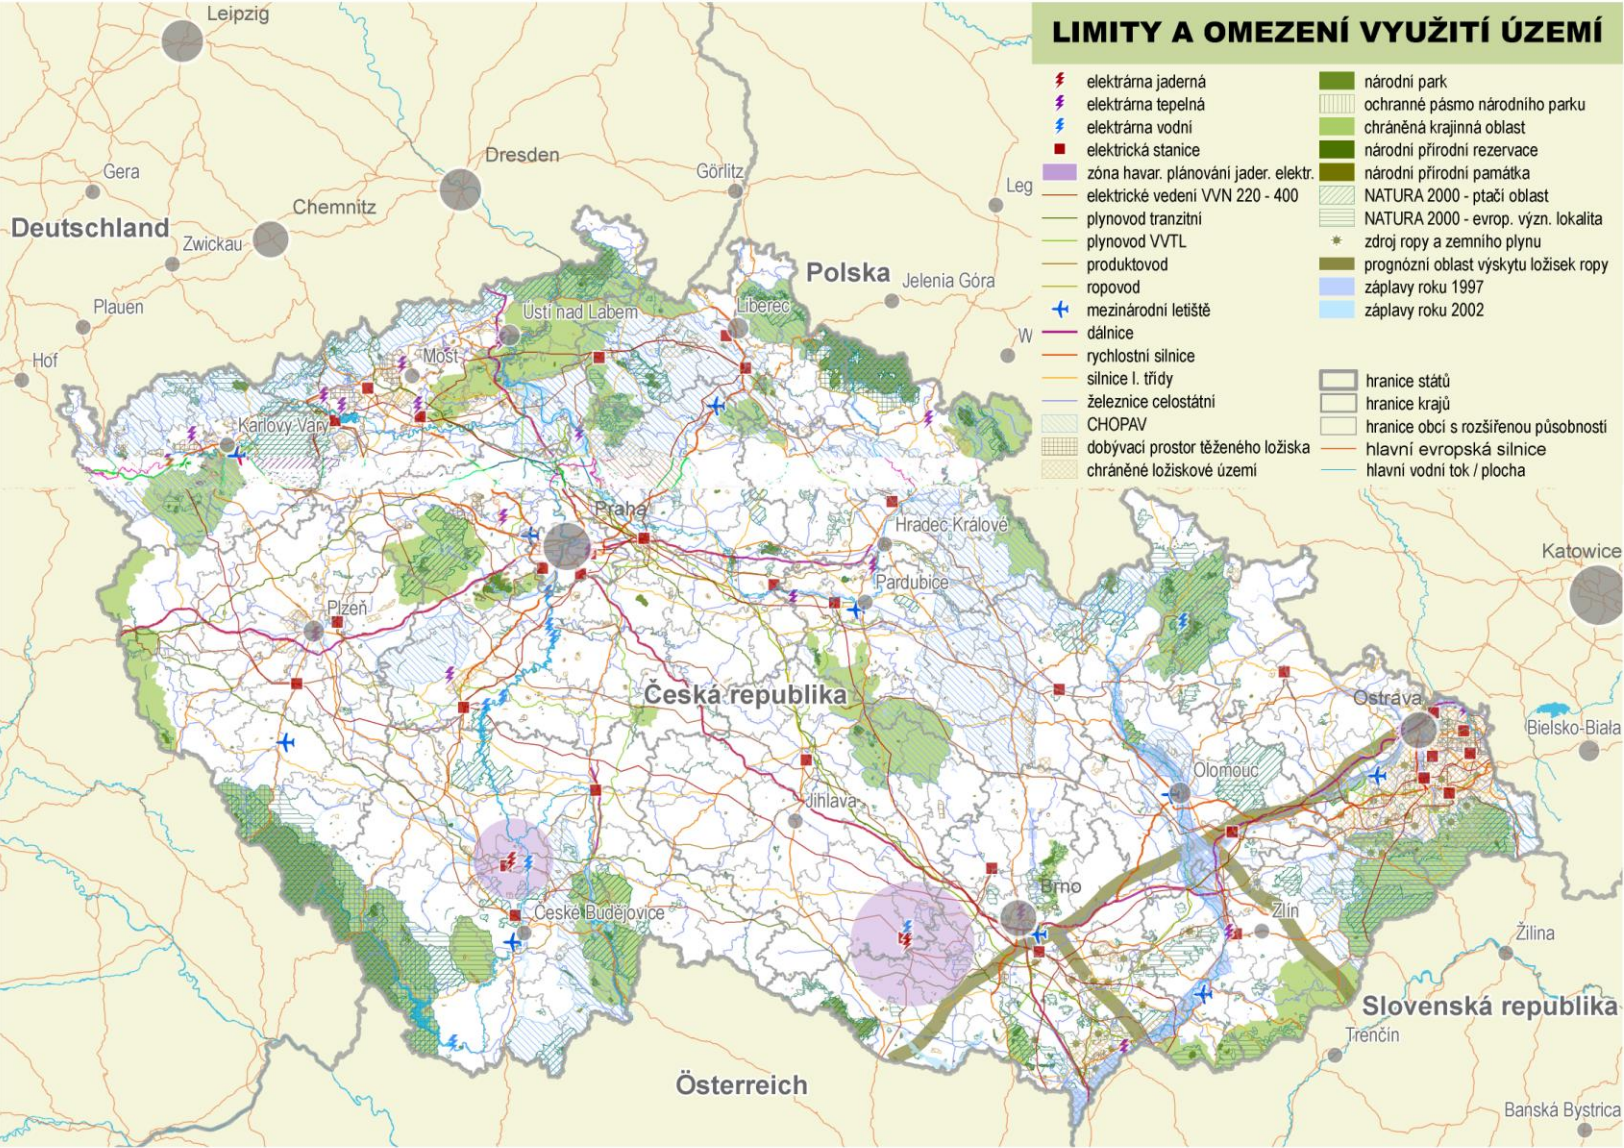 LIMITY A OMEZENÍ VYUŽITÍ ÚZEMÍ
elektrárna jaderná
elektrárna tepelná
elektrárna vodní
elektrická stanice
zóna havar. plánování jader. elektr.
elektrické vedení VVN 220 - 400
plynovod tranzitní
plynovod VVTL
produktovod
ropovod
mezinárodní letiště
dálnice
rychlostní silnice
silnice I. třídy
železnice celostátní
CHOPAV
dobývací prostor těženého ložiska
chráněné ložiskové území
národní park
ochranné pásmo národního parku
chráněná krajinná oblast
národní přírodní rezervace
národní přírodní památka
NATURA 2000 - ptačí oblast
NATURA 2000 - evrop. význ. lokalita
zdroj ropy a zemního plynu
prognózní oblast výskytu ložisek ropy
záplavy roku 1997
záplavy roku 2002
hranice států
hranice krajů
hranice obcí s rozšířenou působností
hlavní evropská silnice
hlavní vodní tok / plocha
Leipzig
Dresden
Görlitz
Gera
Leg
Chemnitz
Deutschland
Zwickau
Polska
Jelenia Góra
Plauen
Liberec
Ústí nad Labem
W
Most
Hof
Karlovy Vary
Praha
Hradec Králové
Katowice
Pardubice
Plzeň
Česká republika
Ostrava
Bielsko-Biała
Olomouc
Jihlava
Brno
České Budějovice
Zlín
Žilina
Slovenská republika
Trenčín
Österreich
Banská Bystrica